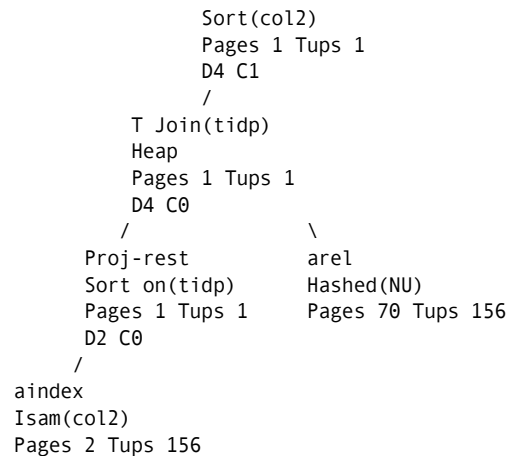 Sort(col2)
Pages 1 Tups 1
D4 C1
/
T Join(tidp)
Heap
Pages 1 Tups 1
D4 C0
/ \
Proj-rest arel
Sort on(tidp) Hashed(NU)
Pages 1 Tups 1 Pages 70 Tups 156
D2 C0
/
aindex
Isam(col2)
Pages 2 Tups 156